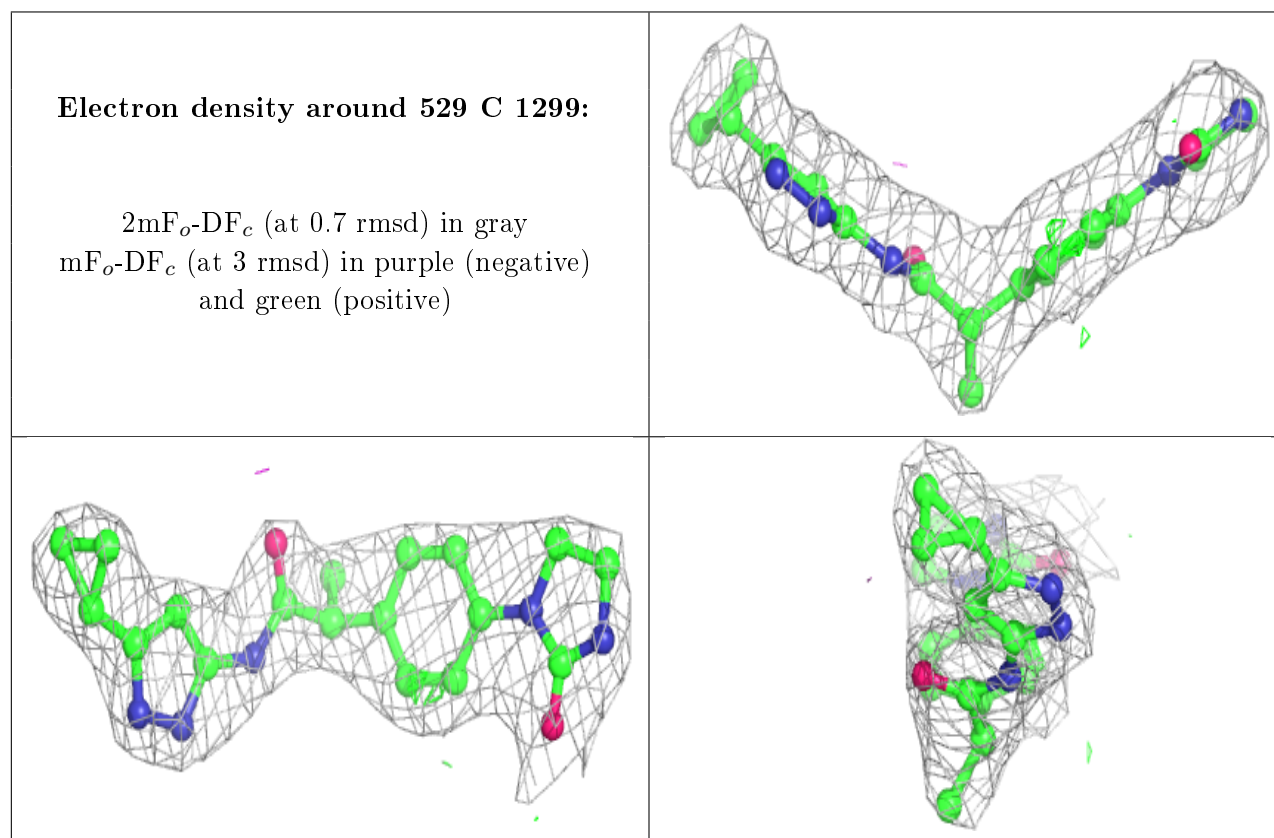 Electron density around 529 C 1299:
2mFₒ-DF𝒸 (at 0.7 rmsd) in gray
mFₒ-DF𝒸 (at 3 rmsd) in purple (negative)
and green (positive)